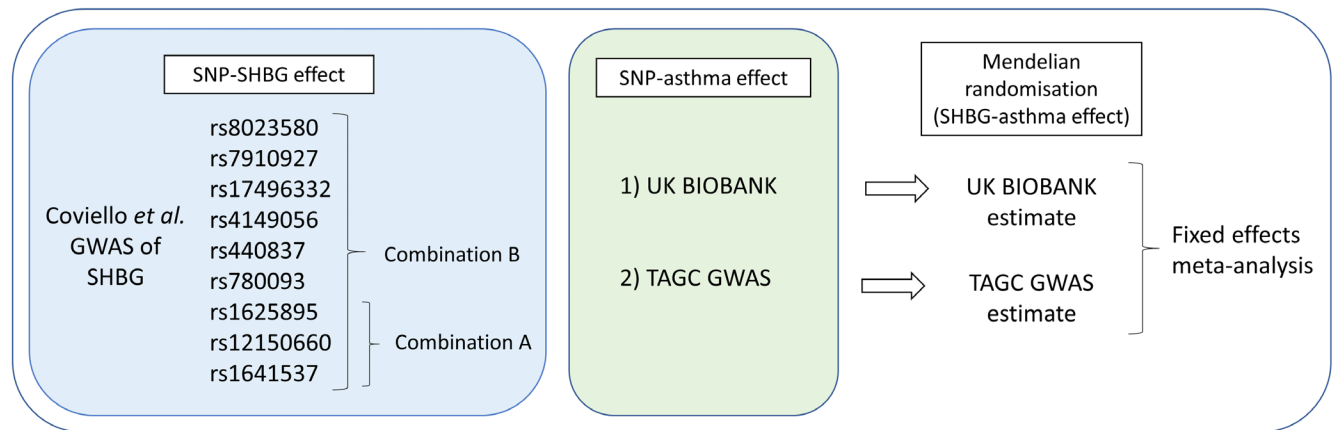 SNP-SHBG effect
Coviello et al.
GWAS of
SHBG
rs8023580
rs7910927
rs17496332
rs4149056
rs440837
rs780093
rs1625895
rs12150660
rs1641537
Combination B
Combination A
SNP-asthma effect
1) UK BIOBANK
2) TAGC GWAS
Mendelian
randomisation
(SHBG-asthma effect)
UK BIOBANK
estimate
TAGC GWAS
estimate
Fixed effects
meta-analysis